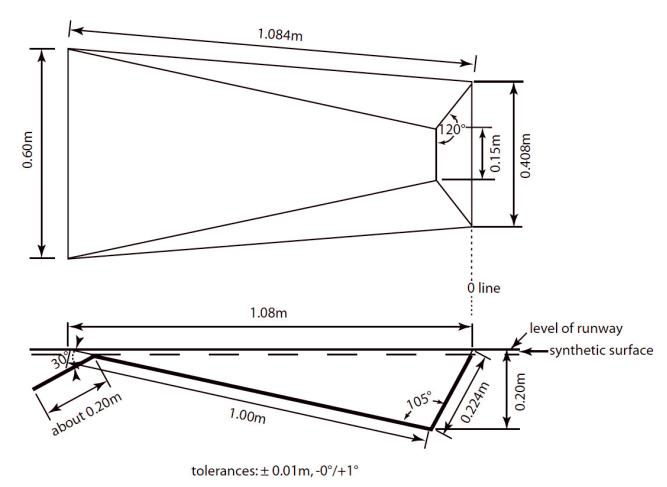 1.084m
0.60m
120°
0.15m
0.408m
0 line
1.08m
level of runway
synthetic surface
30°
about 0.20m
1.00m
105°
0.224m
0.20m
tolerances: ± 0.01m, -0°/+1°